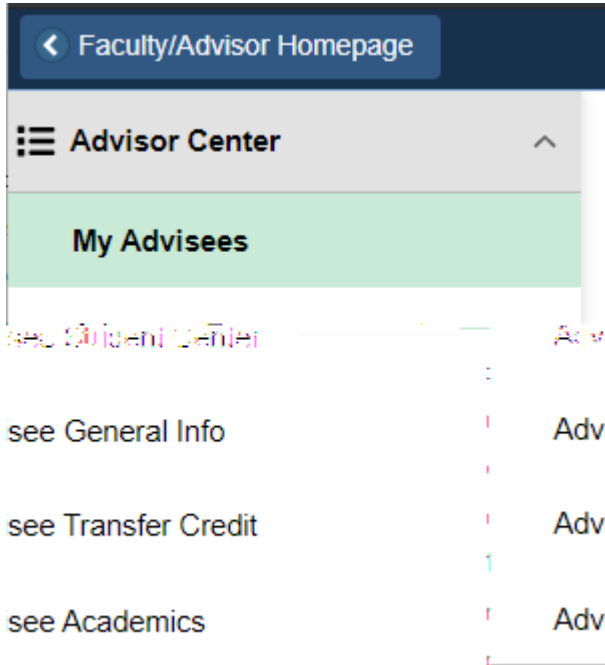 Faculty/Advisor Homepage
Advisor Center
My Advisees
see General Info Adv
see Transfer Credit Adv
see Academics Adv